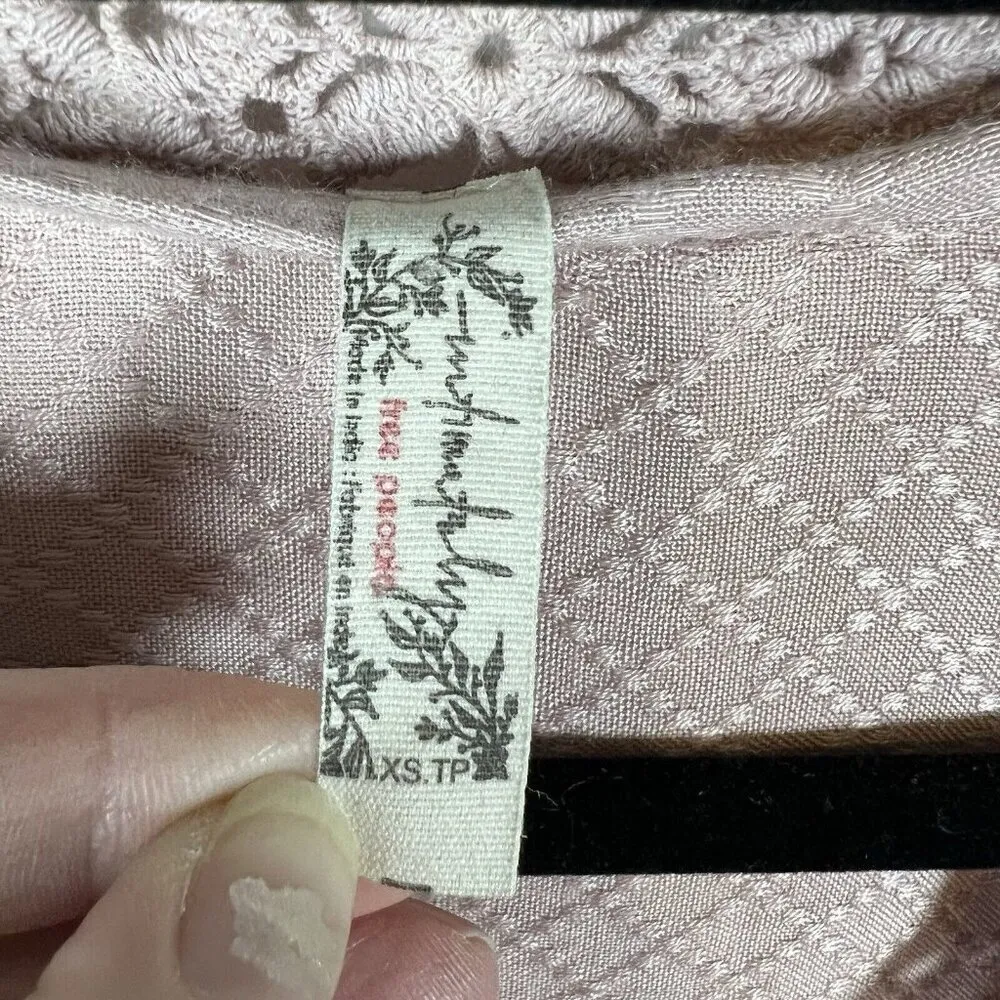 intimately
free people
Made in India : Fabriqué en Inde
XS.TP